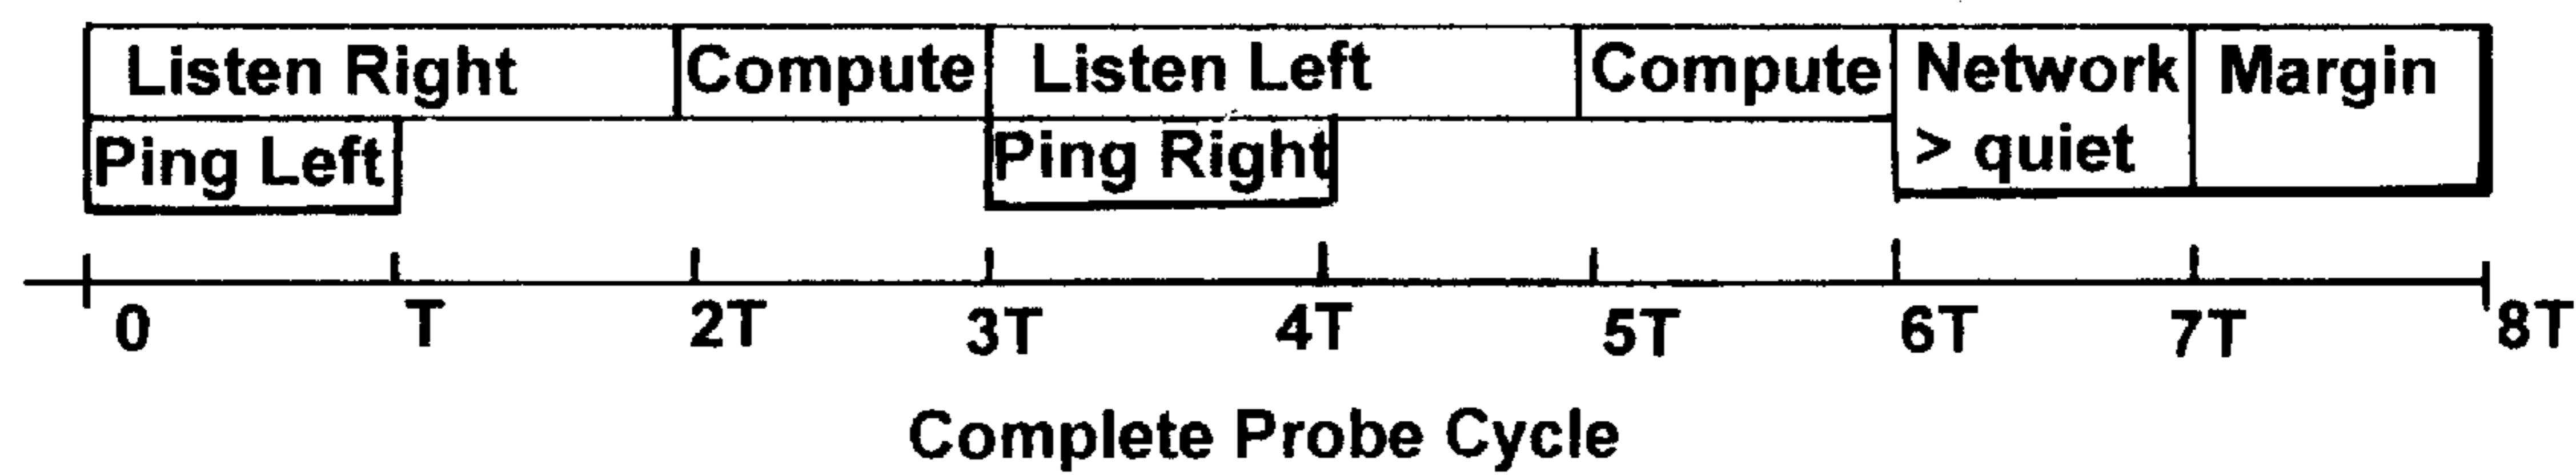 Listen Right Compute Listen Left Compute Network Margin
Ping Left Ping Right > quiet
0 T 2T 3T 4T 5T 6T 7T 8T
Complete Probe Cycle